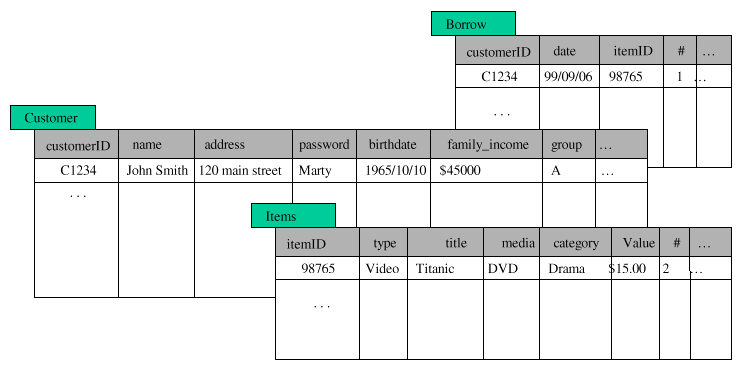 Borrow
customerID date itemID # ...
C1234 99/09/06 98765 1 ...
. . .
Customer
customerID name address password birthdate family_income group ...
C1234 John Smith 120 main street Marty 1965/10/10 $45000 A ...
. . .
Items
itemID type title media category Value # ...
98765 Video Titanic DVD Drama $15.00 2 ...
. . .